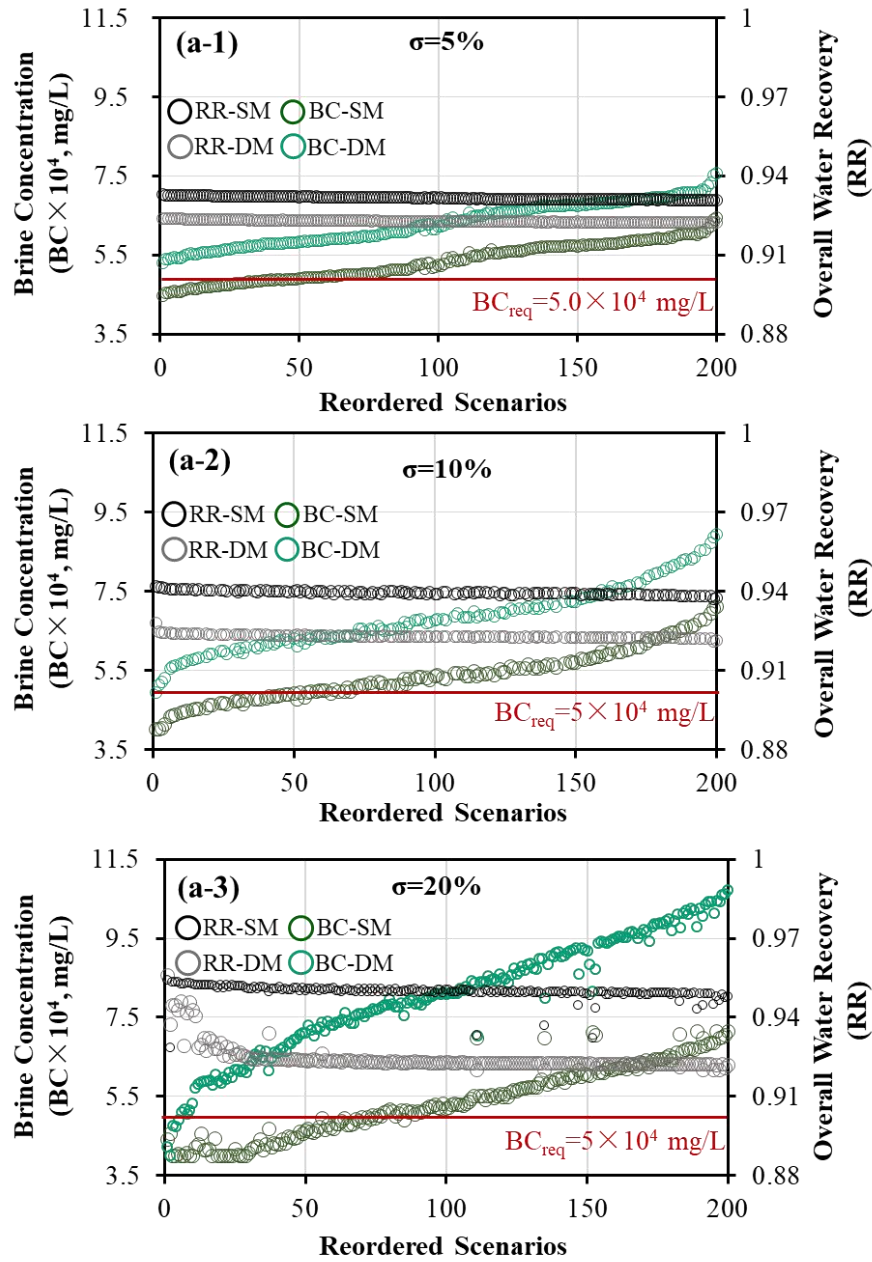 (a-1)
σ=5%
RR-SM BC-SM
RR-DM BC-DM
11.5
9.5
7.5
5.5
3.5
Brine Concentration
(BC×10⁴, mg/L)
1
0.97
0.94
0.91
0.88
Overall Water Recovery
(RR)
BCreq=5.0×10⁴ mg/L
0 50 100 150 200
Reordered Scenarios
(a-2)
σ=10%
RR-SM BC-SM
RR-DM BC-DM
11.5
9.5
7.5
5.5
3.5
Brine Concentration
(BC×10⁴, mg/L)
1
0.97
0.94
0.91
0.88
Overall Water Recovery
(RR)
BCreq=5×10⁴ mg/L
0 50 100 150 200
Reordered Scenarios
(a-3)
σ=20%
RR-SM BC-SM
RR-DM BC-DM
11.5
9.5
7.5
5.5
3.5
Brine Concentration
(BC×10⁴, mg/L)
1
0.97
0.94
0.91
0.88
Overall Water Recovery
(RR)
BCreq=5×10⁴ mg/L
0 50 100 150 200
Reordered Scenarios